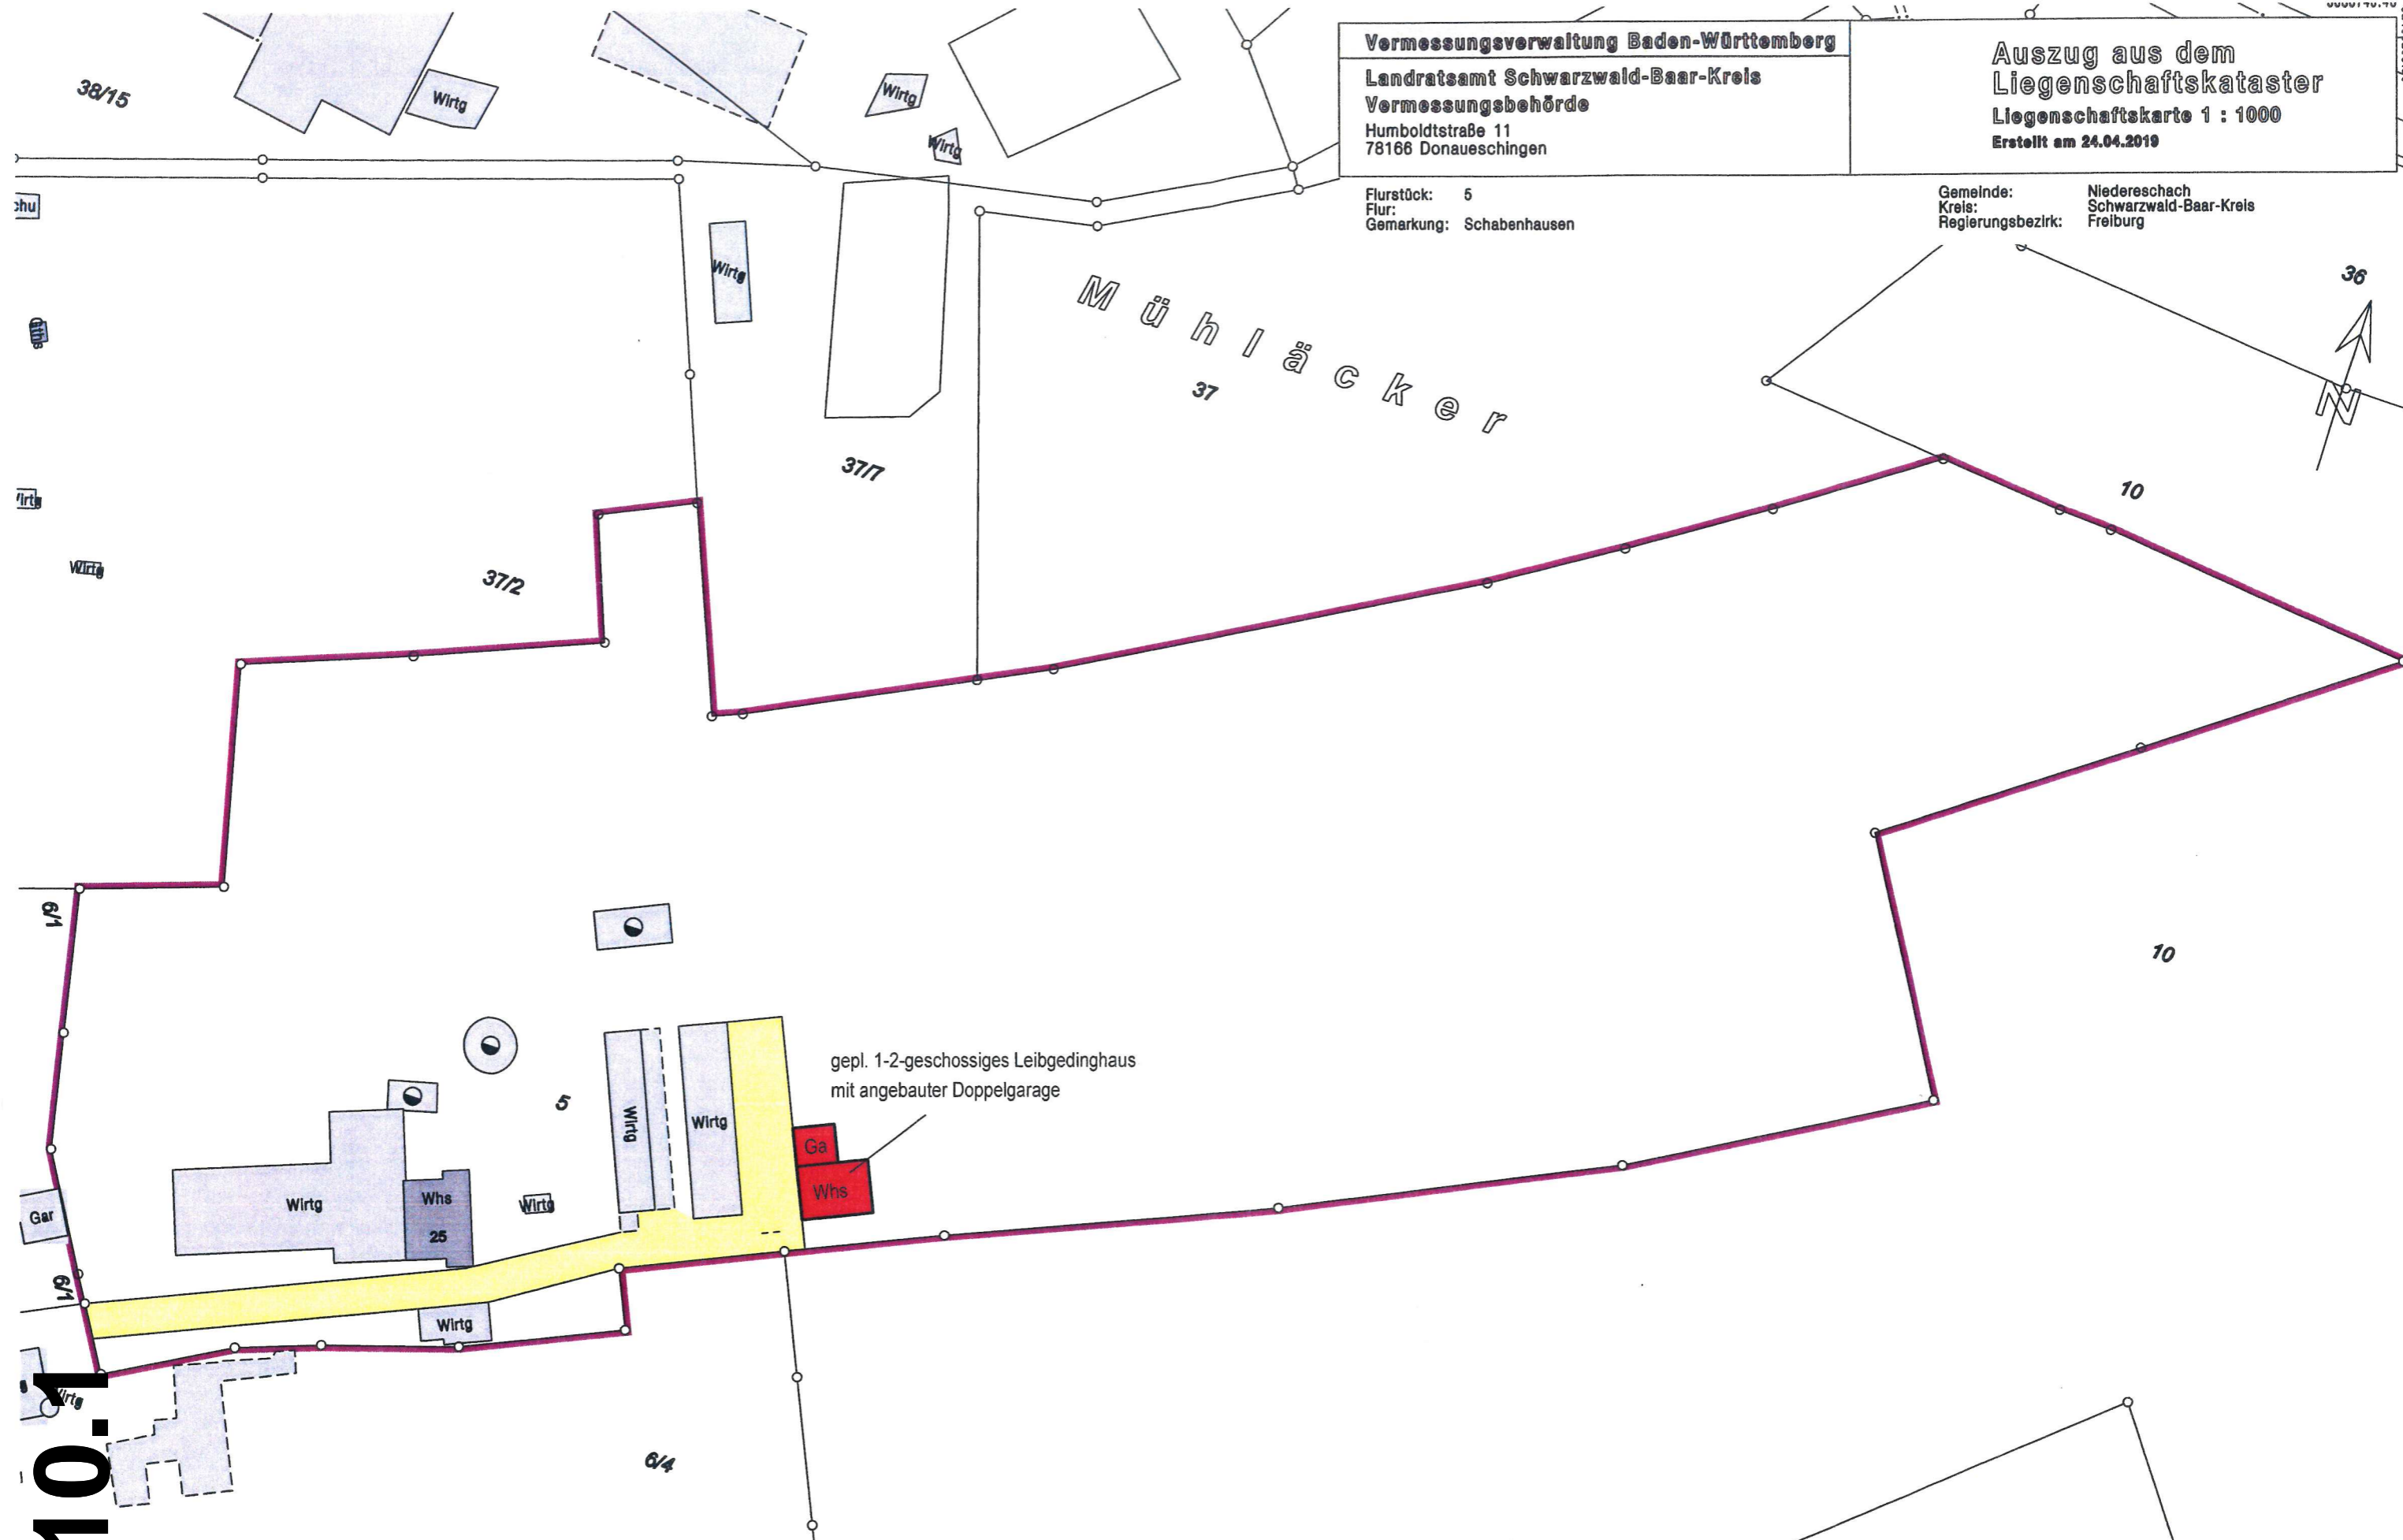 Vermessungsverwaltung Baden-Württemberg
Landratsamt Schwarzwald-Baar-Kreis
Vermessungsbehörde
Humboldtstraße 11
78166 Donaueschingen
Auszug aus dem
Liegenschaftskataster
Liegenschaftskarte 1 : 1000
Erstellt am 24.04.2019
Flurstück: 5
Flur:
Gemarkung: Schabenhausen
Gemeinde: Niedereschach
Kreis: Schwarzwald-Baar-Kreis
Regierungsbezirk: Freiburg
38/15
Wirtg
Wirtg
Wirtg
Wirtg
Mühläcker
36
N
37
37/7
10
Wirtg
37/2
6/1
10
gepl. 1-2-geschossiges Leibgedinghaus
mit angebauter Doppelgarage
5
Wirtg
Wirtg
Ga
Whs
Wirtg
Whs
25
Wirtg
Gar
6/1
Wirtg
Wirtg
6/4
10.1